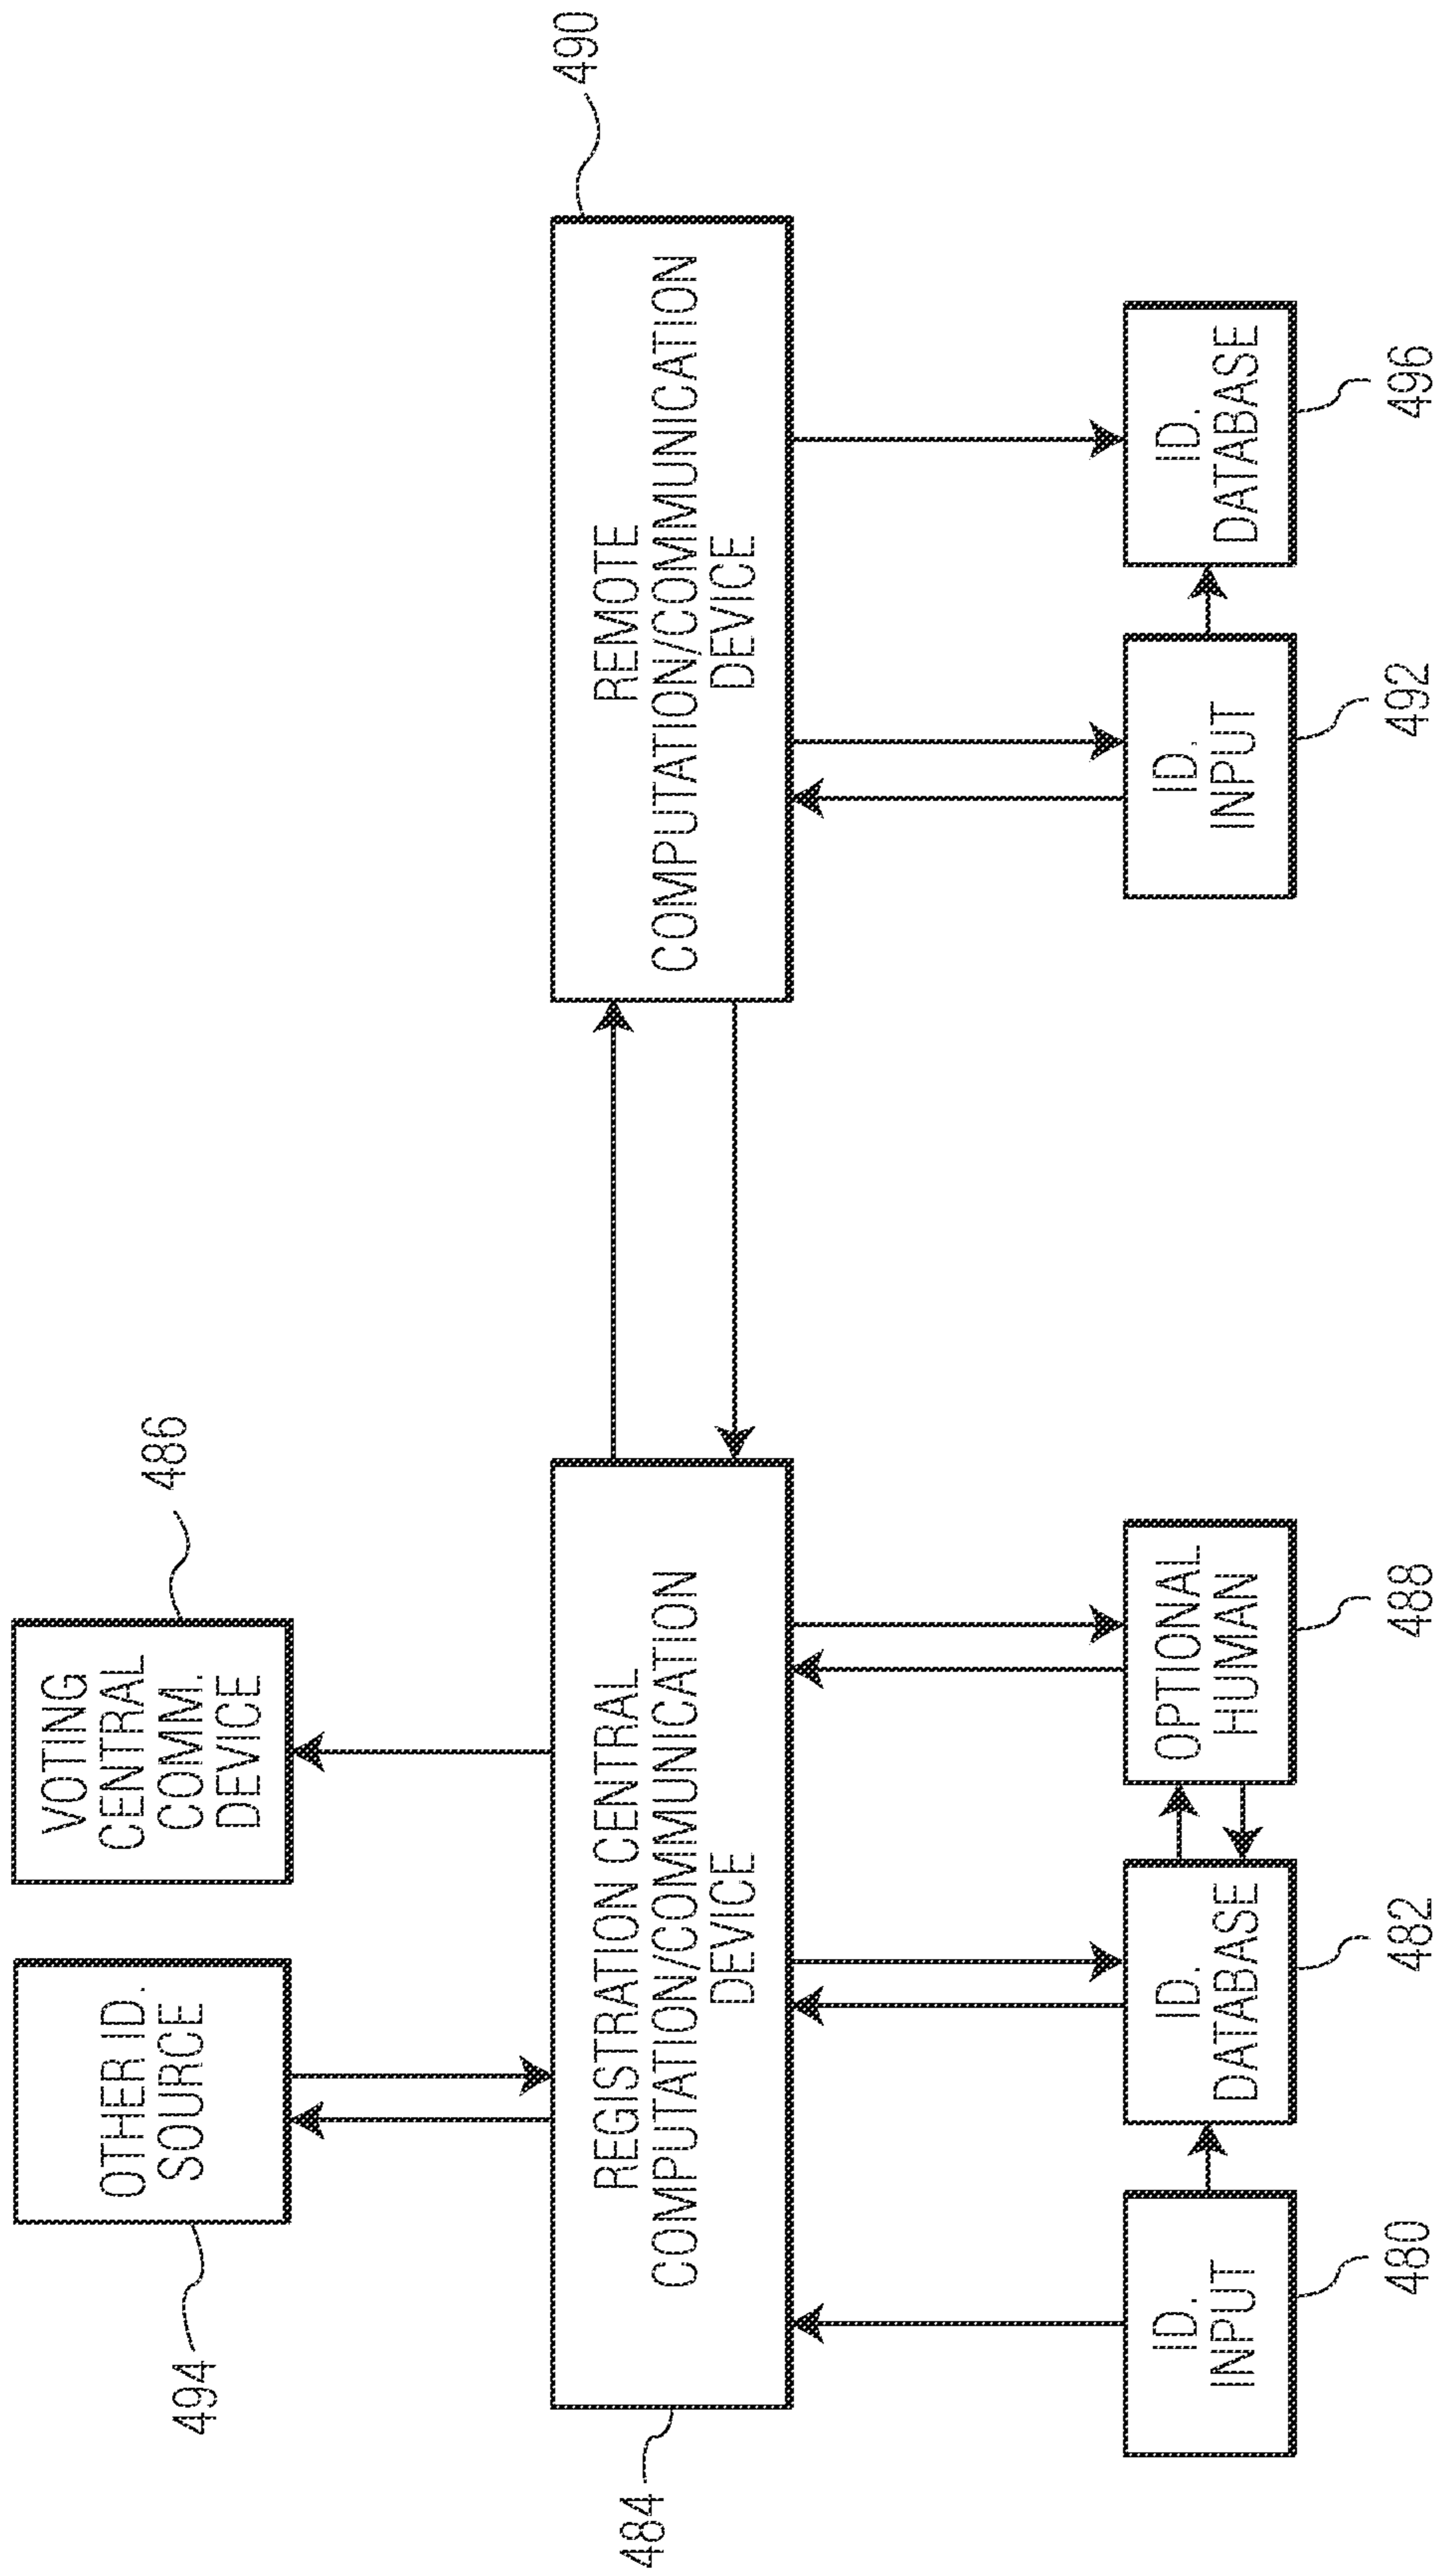 494
OTHER ID.
SOURCE
VOTING
CENTRAL
COMM.
DEVICE
486
484
REGISTRATION CENTRAL
COMPUTATION/COMMUNICATION
DEVICE
REMOTE
COMPUTATION/COMMUNICATION
DEVICE
490
ID.
INPUT
480
ID.
DATABASE
482
OPTIONAL
HUMAN
488
ID.
INPUT
492
ID.
DATABASE
496